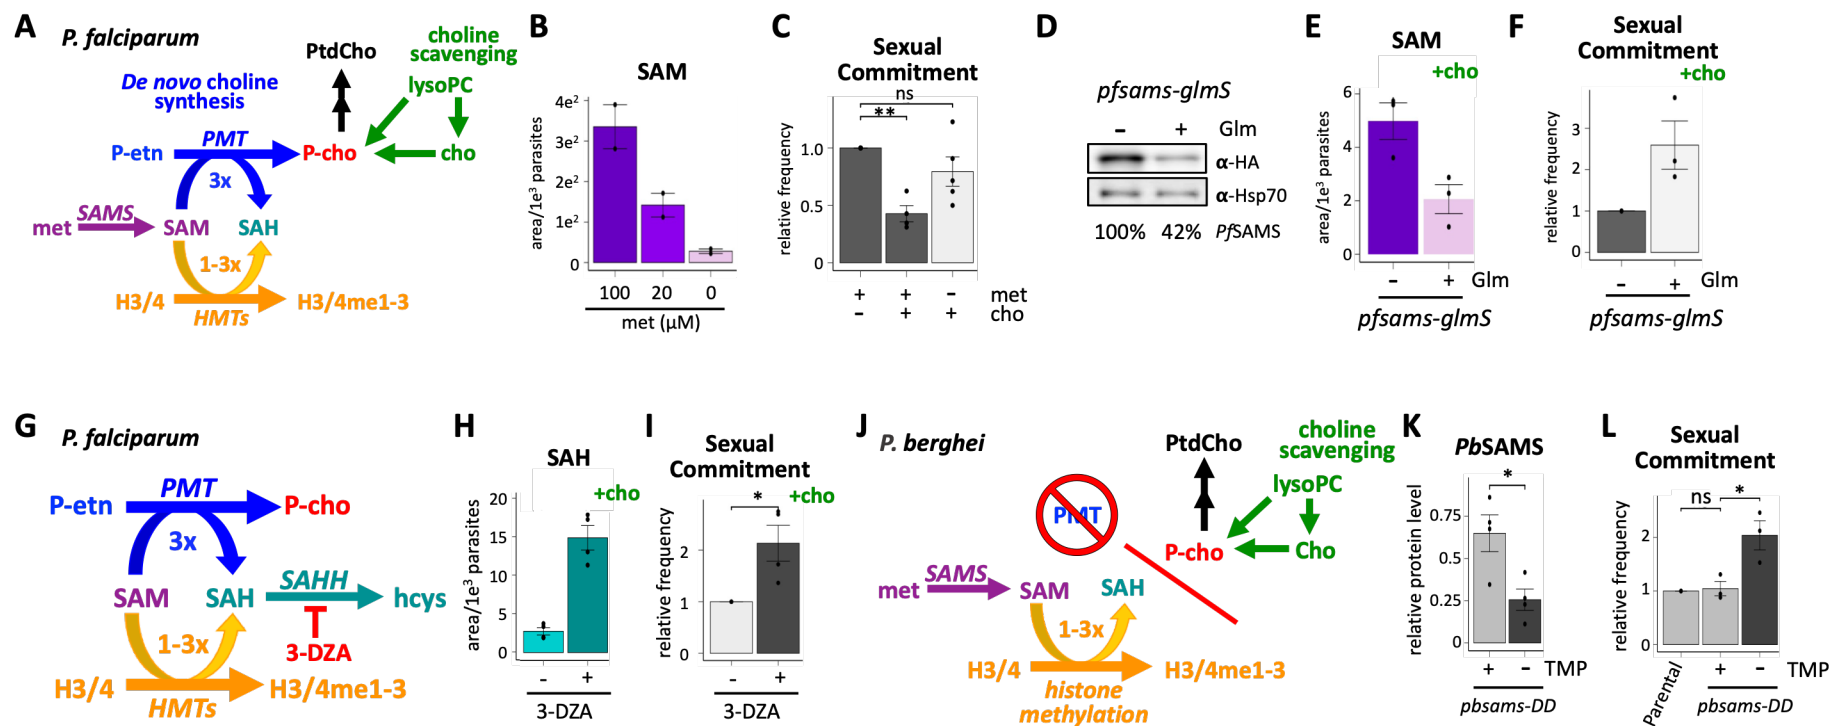 A
P. falciparum
De novo choline
synthesis
PtdCho
choline
scavenging
lysoPC
P-etn
PMT
P-cho
cho
3x
met
SAMS
SAM
SAH
1-3x
H3/4
HMTs
H3/4me1-3
B
SAM
area/1e³ parasites
4e²
3e²
2e²
1e²
0
100 20 0
met (µM)
C
Sexual
Commitment
ns
**
relative frequency
1.0
0.5
0
+ + - met
- + + cho
D
pfsams-glmS
- + Glm
α-HA
α-Hsp70
100% 42% PfSAMS
E
SAM
+cho
area/1e³ parasites
6
4
2
0
- + Glm
pfsams-glmS
F
Sexual
Commitment
+cho
relative frequency
3
2
1
0
- + Glm
pfsams-glmS
G
P. falciparum
P-etn
PMT
P-cho
3x
SAM
SAH
SAHH
hcys
1-3x
3-DZA
H3/4
HMTs
H3/4me1-3
H
SAH
+cho
area/1e³ parasites
20
15
10
5
0
- +
3-DZA
I
Sexual
Commitment
+cho
*
relative frequency
2
1
0
- +
3-DZA
J
P. berghei
PtdCho
choline
scavenging
lysoPC
PMT
P-cho
Cho
met
SAMS
SAM
SAH
1-3x
H3/4
H3/4me1-3
histone
methylation
K
PbSAMS
*
relative protein level
0.75
0.5
0.25
0
+ - TMP
pbsams-DD
L
Sexual
Commitment
ns
*
relative frequency
2
1
0
Parental
+ - TMP
pbsams-DD